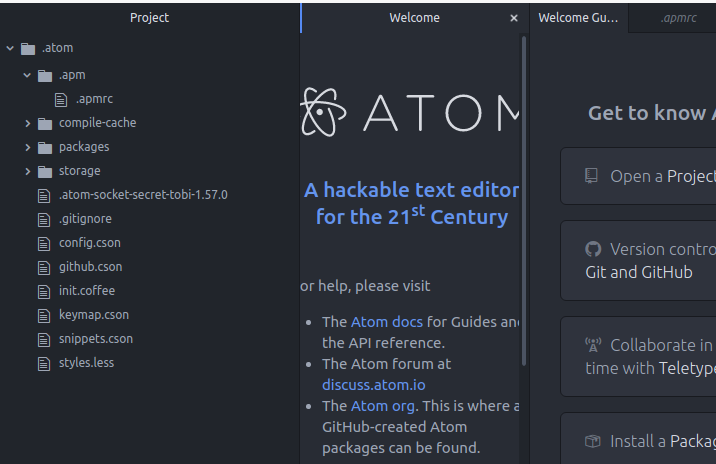 Project
.atom
.apm
.apmrc
compile-cache
packages
storage
.atom-socket-secret-tobi-1.57.0
.gitignore
config.cson
github.cson
init.coffee
keymap.cson
snippets.cson
styles.less
Welcome
ATOM
A hackable text editor
for the 21st Century
or help, please visit
The Atom docs for Guides and
the API reference.
The Atom forum at
discuss.atom.io
The Atom org. This is where a
GitHub-created Atom
packages can be found.
Welcome Gu...
.apmrc
Get to know A
Open a Project
Version contro
Git and GitHub
Collaborate in
time with Teletype
Install a Packag